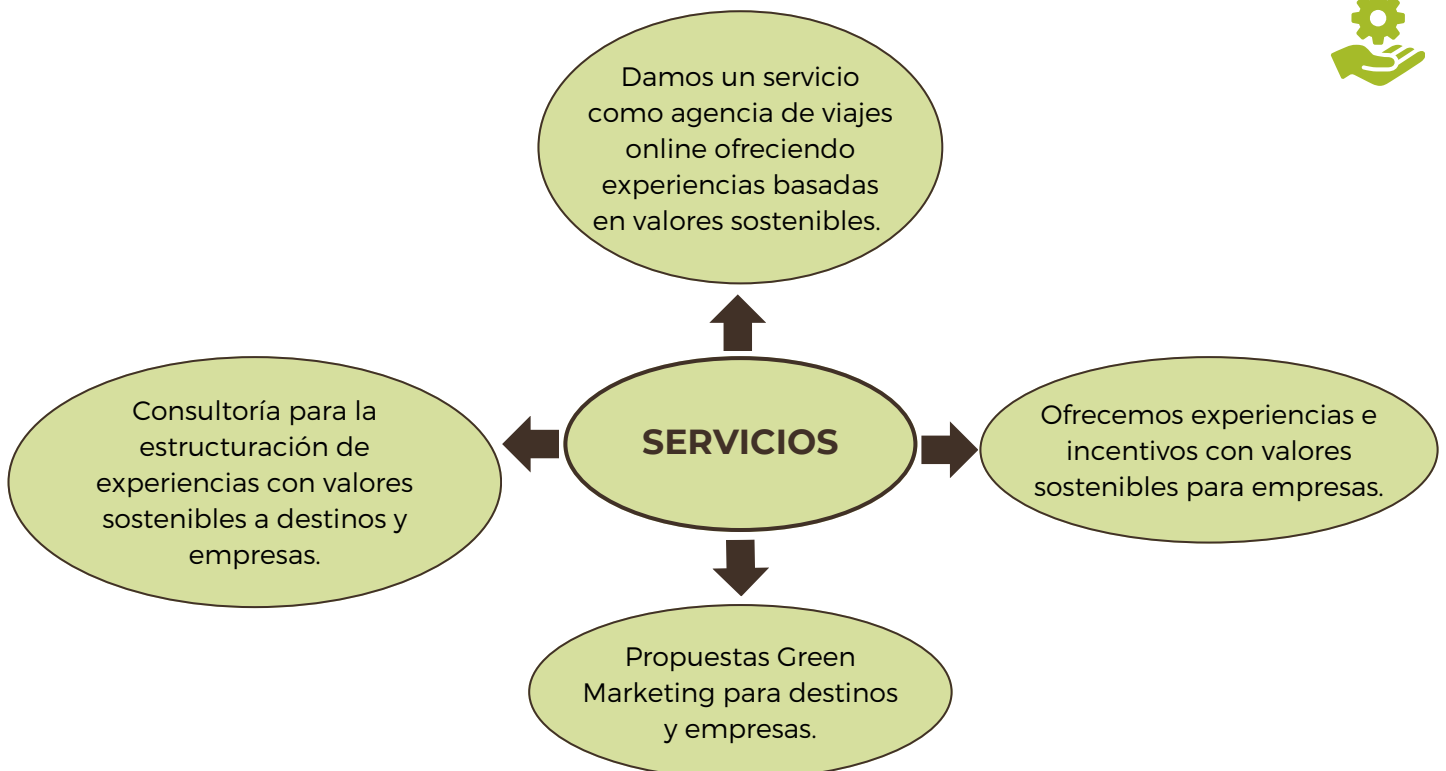 Damos un servicio
como agencia de viajes
online ofreciendo
experiencias basadas
en valores sostenibles.
Consultoría para la
estructuración de
experiencias con valores
sostenibles a destinos y
empresas.
SERVICIOS
Ofrecemos experiencias e
incentivos con valores
sostenibles para empresas.
Propuestas Green
Marketing para destinos
y empresas.